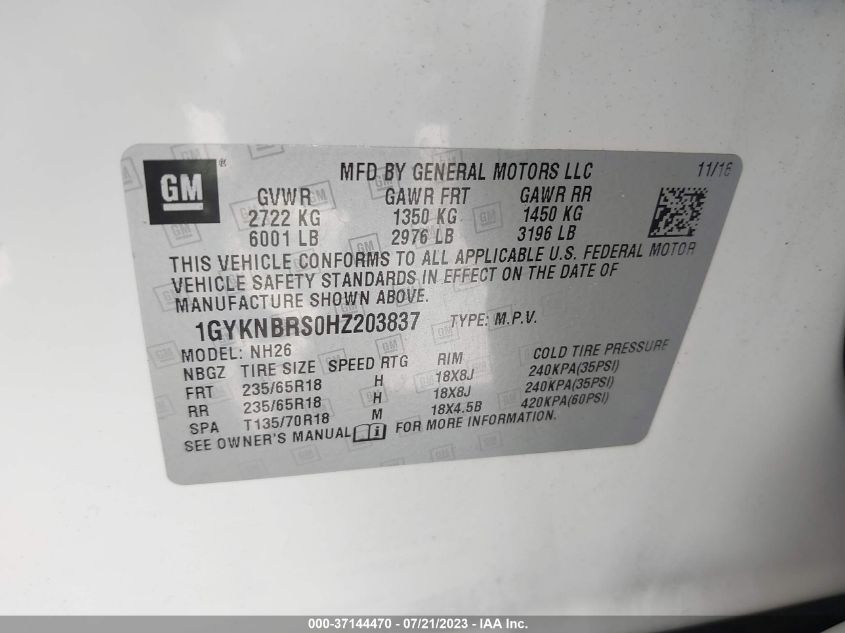 GM ®
MFD BY GENERAL MOTORS LLC 11/16
GVWR GAWR FRT GAWR RR
2722 KG 1350 KG 1450 KG
6001 LB 2976 LB 3196 LB
THIS VEHICLE CONFORMS TO ALL APPLICABLE U.S. FEDERAL MOTOR
VEHICLE SAFETY STANDARDS IN EFFECT ON THE DATE OF
MANUFACTURE SHOWN ABOVE.
1GYKNBRS0HZ203837 TYPE: M.P.V.
MODEL: NH26
NBGZ TIRE SIZE SPEED RTG RIM COLD TIRE PRESSURE
FRT 235/65R18 H 18X8J 240KPA(35PSI)
RR 235/65R18 H 18X8J 240KPA(35PSI)
SPA T135/70R18 M 18X4.5B 420KPA(60PSI)
SEE OWNER'S MANUAL i FOR MORE INFORMATION.
000-37144470 - 07/21/2023 - IAA Inc.